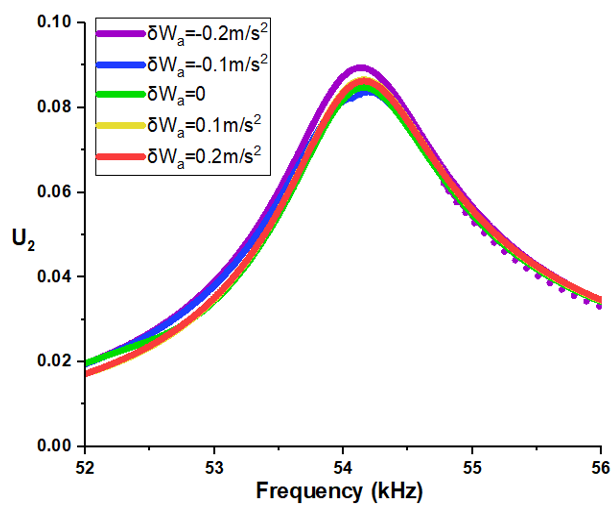 0.10
0.08
0.06
0.04
0.02
0.00
U₂
δWₐ=-0.2m/s²
δWₐ=-0.1m/s²
δWₐ=0
δWₐ=0.1m/s²
δWₐ=0.2m/s²
52 53 54 55 56
Frequency (kHz)